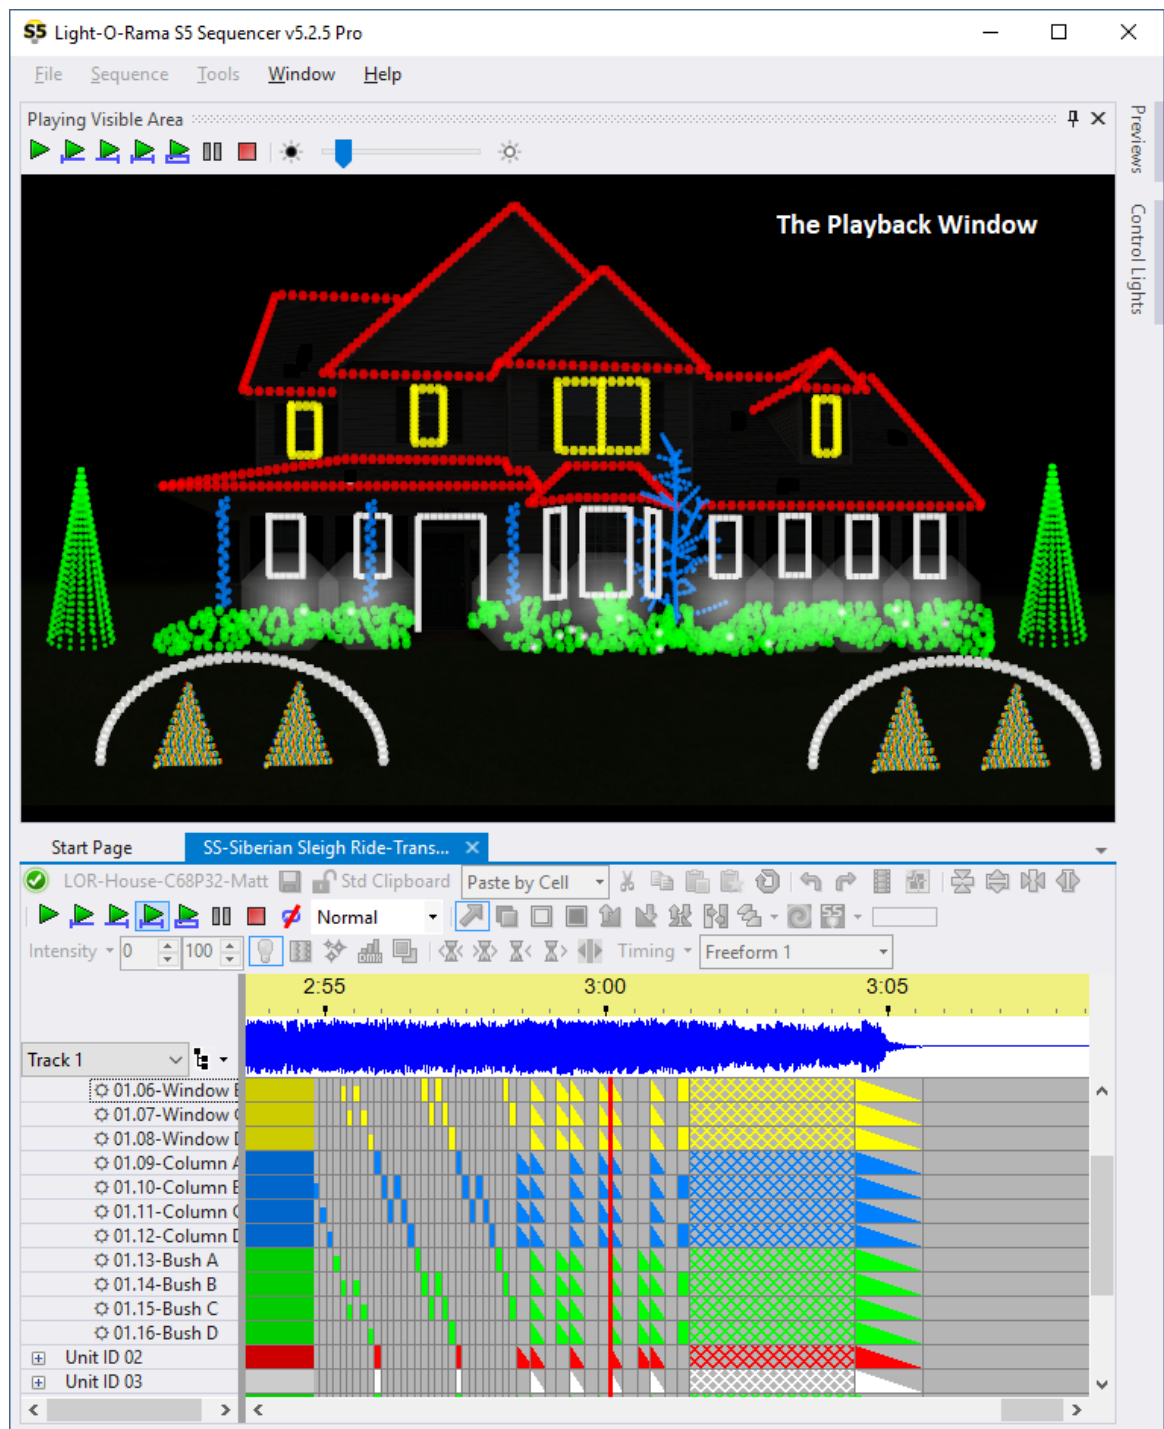 S5 Light-O-Rama S5 Sequencer v5.2.5 Pro
File Sequence Tools Window Help
Playing Visible Area
Previews
Control Lights
The Playback Window
Start Page SS-Siberian Sleigh Ride-Trans...
LOR-House-C68P32-Matt Std Clipboard Paste by Cell
Normal S5
Intensity 0 100 DMX Timing Freeform 1
2:55 3:00 3:05
Track 1
01.06-Window
01.07-Window
01.08-Window
01.09-Column
01.10-Column
01.11-Column
01.12-Column
01.13-Bush A
01.14-Bush B
01.15-Bush C
01.16-Bush D
Unit ID 02
Unit ID 03